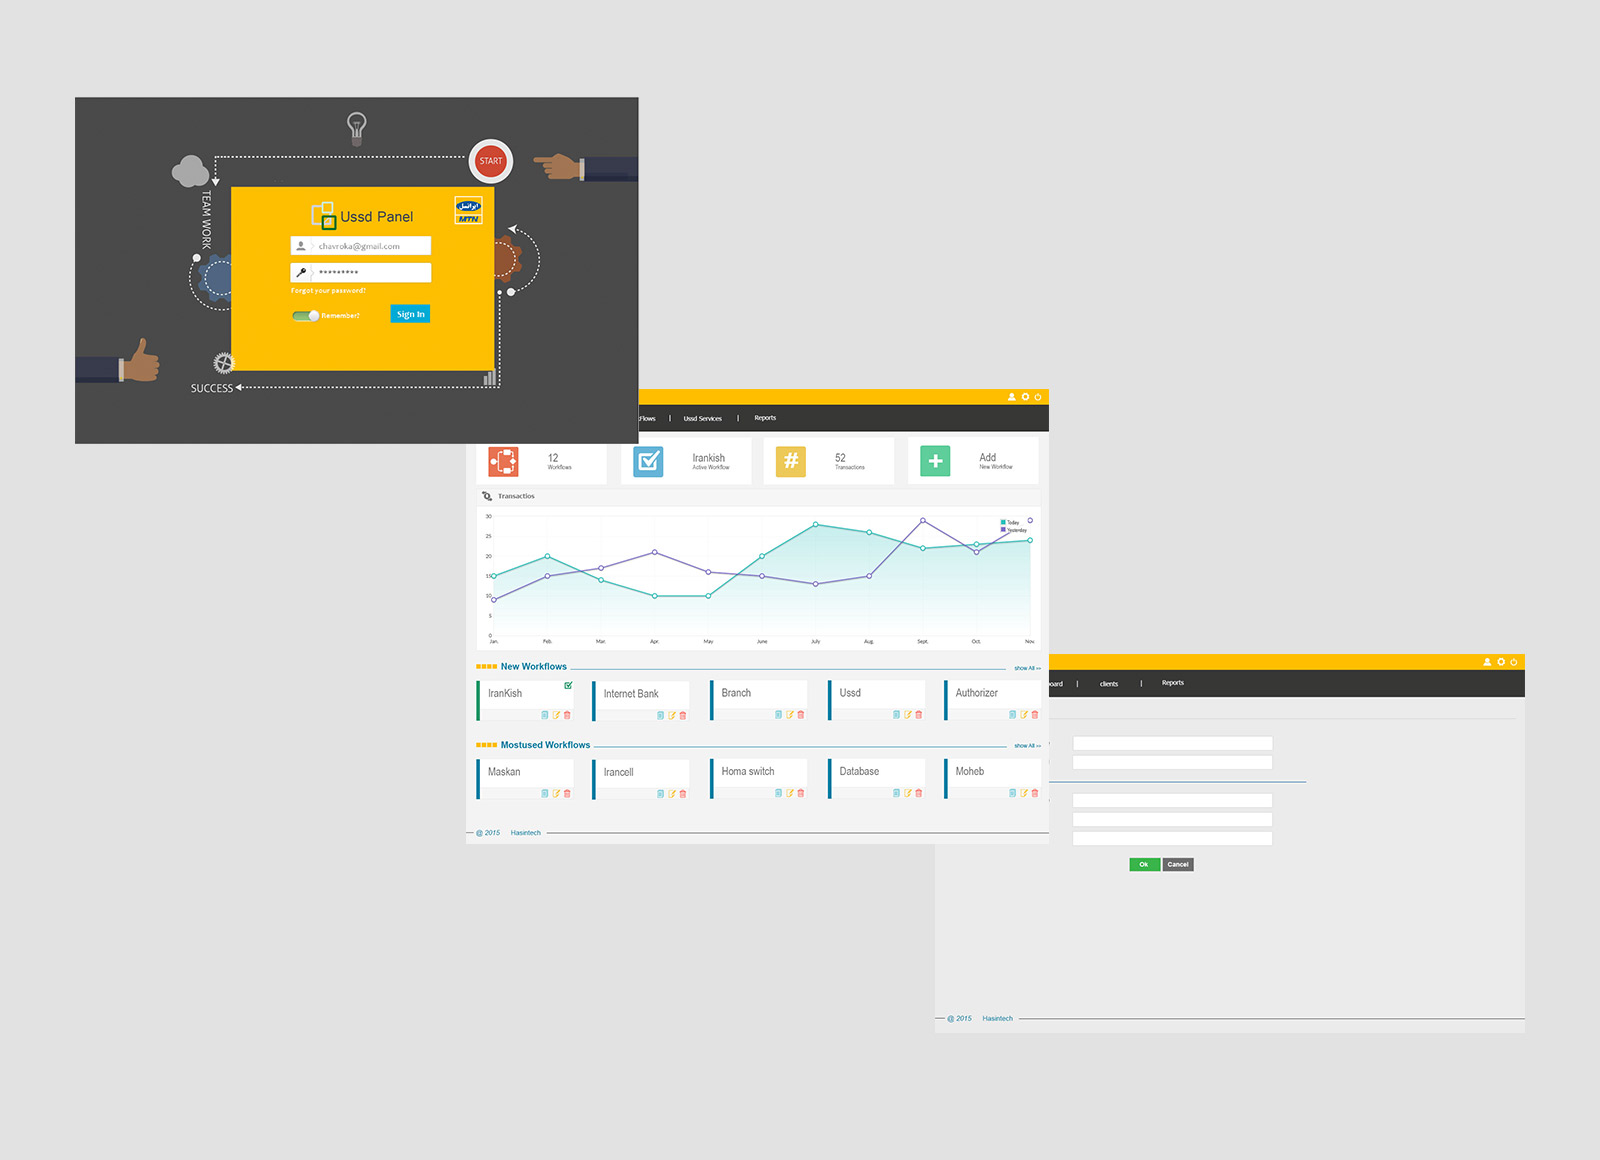 START
TEAM WORK
Ussd Panel
ایرانسل
MTN
chavroka@gmail.com
*********
Forgot your password?
Remember?
Sign In
SUCCESS
Flows | Ussd Services | Reports
12
Workflows
Irankish
Active Workflow
52
Transactions
Add
New Workflow
Transactios
30
25
20
15
10
5
0
Today
Yesterday
Jan. Feb. Mar. Apr. May June July Aug. Sept. Oct. Nov.
New Workflows
show All >>
IranKish
Internet Bank
Branch
Ussd
Authorizer
Mostused Workflows
show All >>
Maskan
Irancell
Homa switch
Database
Moheb
@ 2015 Hasintech
oard | clients | Reports
Ok
Cancel
@ 2015 Hasintech